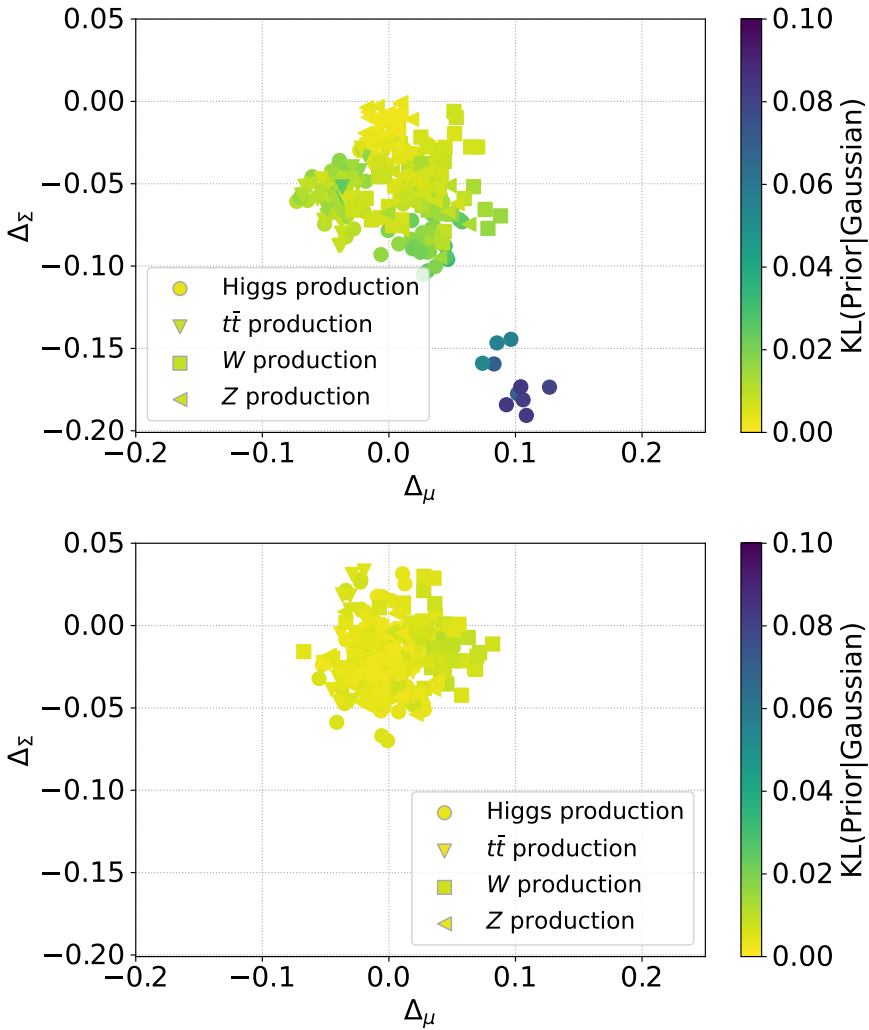 0.05
0.00
−0.05
−0.10
−0.15
−0.20
Δ_Σ
−0.2
−0.1
0.0
0.1
0.2
Δ_μ
Higgs production
tt̄ production
W production
Z production
0.10
0.08
0.06
0.04
0.02
0.00
KL(Prior|Gaussian)
0.05
0.00
−0.05
−0.10
−0.15
−0.20
Δ_Σ
−0.2
−0.1
0.0
0.1
0.2
Δ_μ
Higgs production
tt̄ production
W production
Z production
0.10
0.08
0.06
0.04
0.02
0.00
KL(Prior|Gaussian)